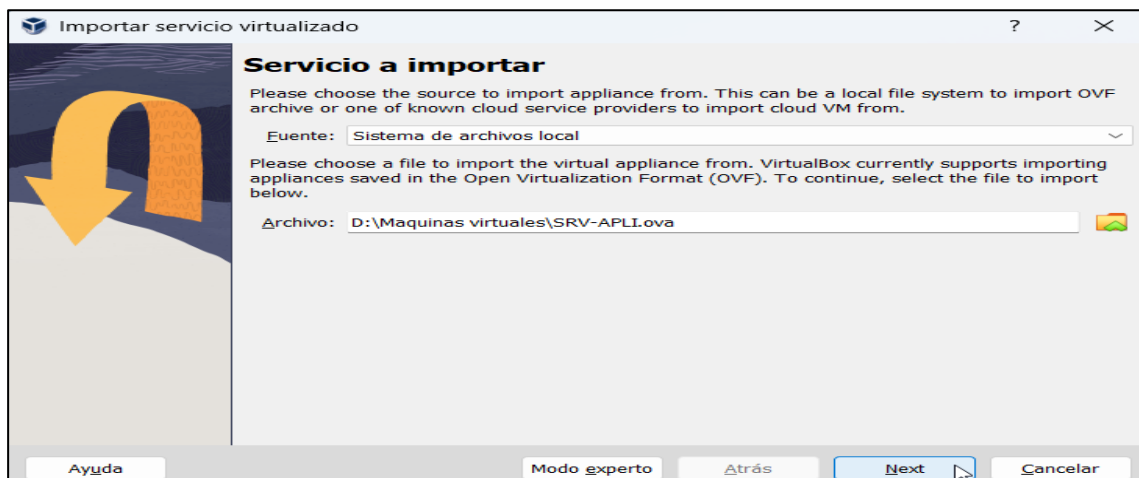 Importar servicio virtualizado
?
Servicio a importar
Please choose the source to import appliance from. This can be a local file system to import OVF
archive or one of known cloud service providers to import cloud VM from.
Fuente: Sistema de archivos local
Please choose a file to import the virtual appliance from. VirtualBox currently supports importing
appliances saved in the Open Virtualization Format (OVF). To continue, select the file to import
below.
Archivo: D:\Maquinas virtuales\SRV-APLI.ova
Ayuda Modo experto Atrás Next Cancelar